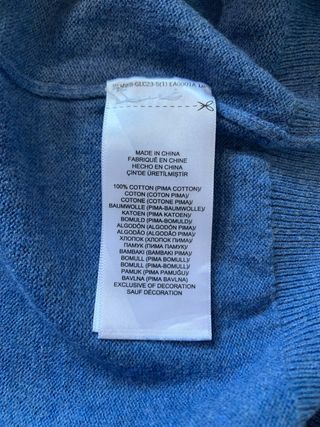 MADE IN CHINA
FABRIQUÉ EN CHINE
HECHO EN CHINA
ÇIN'DE ÜRETİLMİŞTİR
100% COTTON (PIMA COTTON)/
COTON (COTON PIMA)/
COTONE (COTONE PIMA)/
BAUMWOLLE (PIMA-BAUMWOLLE)/
KATOEN (PIMA KATOEN)/
BOMULD (PIMA-BOMULD)/
ALGODÓN (ALGODÓN PIMA)/
ALGODÃO (ALGODÃO PIMA)/
ХЛОПОК (ХЛОПОК ПИМА)/
ПАМУК (ПИМА ПАМУК)/
BAMBAKI (ΒΑΜΒΑΚΙ PIMA)/
BOMULL (PIMA-BOMULL)/
BOMULL (PIMA-BOMULL)/
PAMUK (PIMA PAMUĞU)/
BAVLNA (PIMA BAVLNA)
EXCLUSIVE OF DECORATION
SAUF DÉCORATION